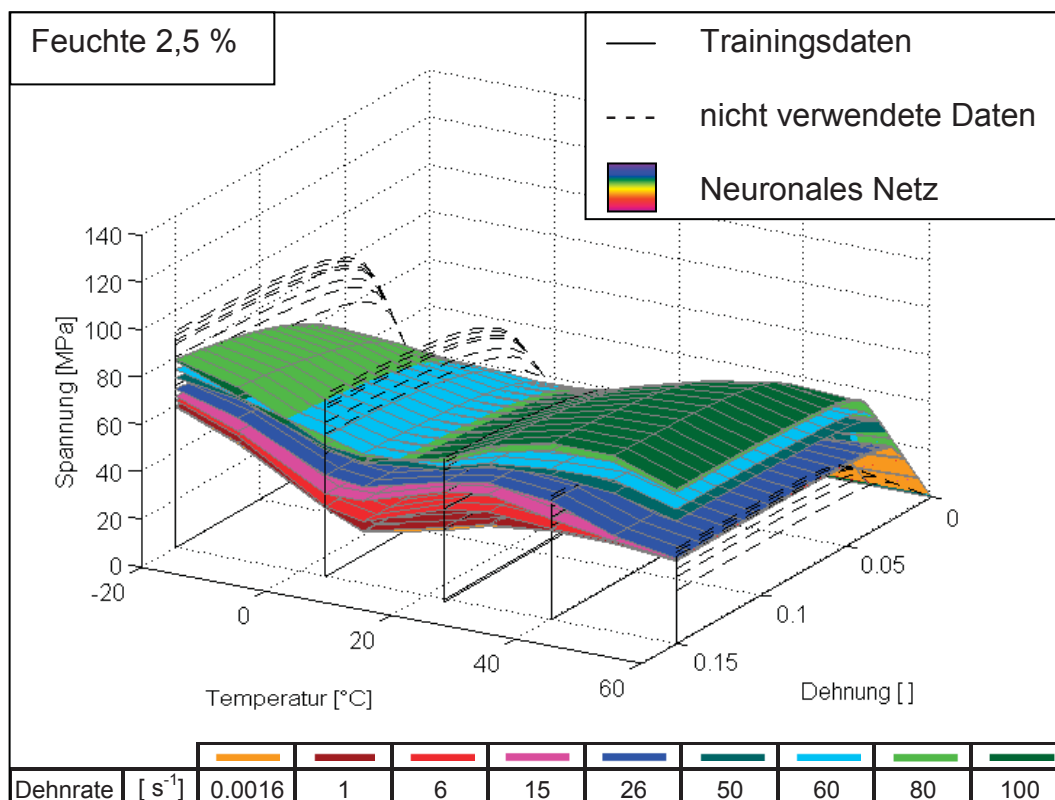 Feuchte 2,5 %
Trainingsdaten
nicht verwendete Daten
Neuronales Netz
140
120
100
80
60
40
20
0
Spannung [MPa]
-20
0
20
40
60
Temperatur [°C]
0
0.05
0.1
0.15
Dehnung [ ]
Dehnrate [ s⁻¹] 0.0016 1 6 15 26 50 60 80 100